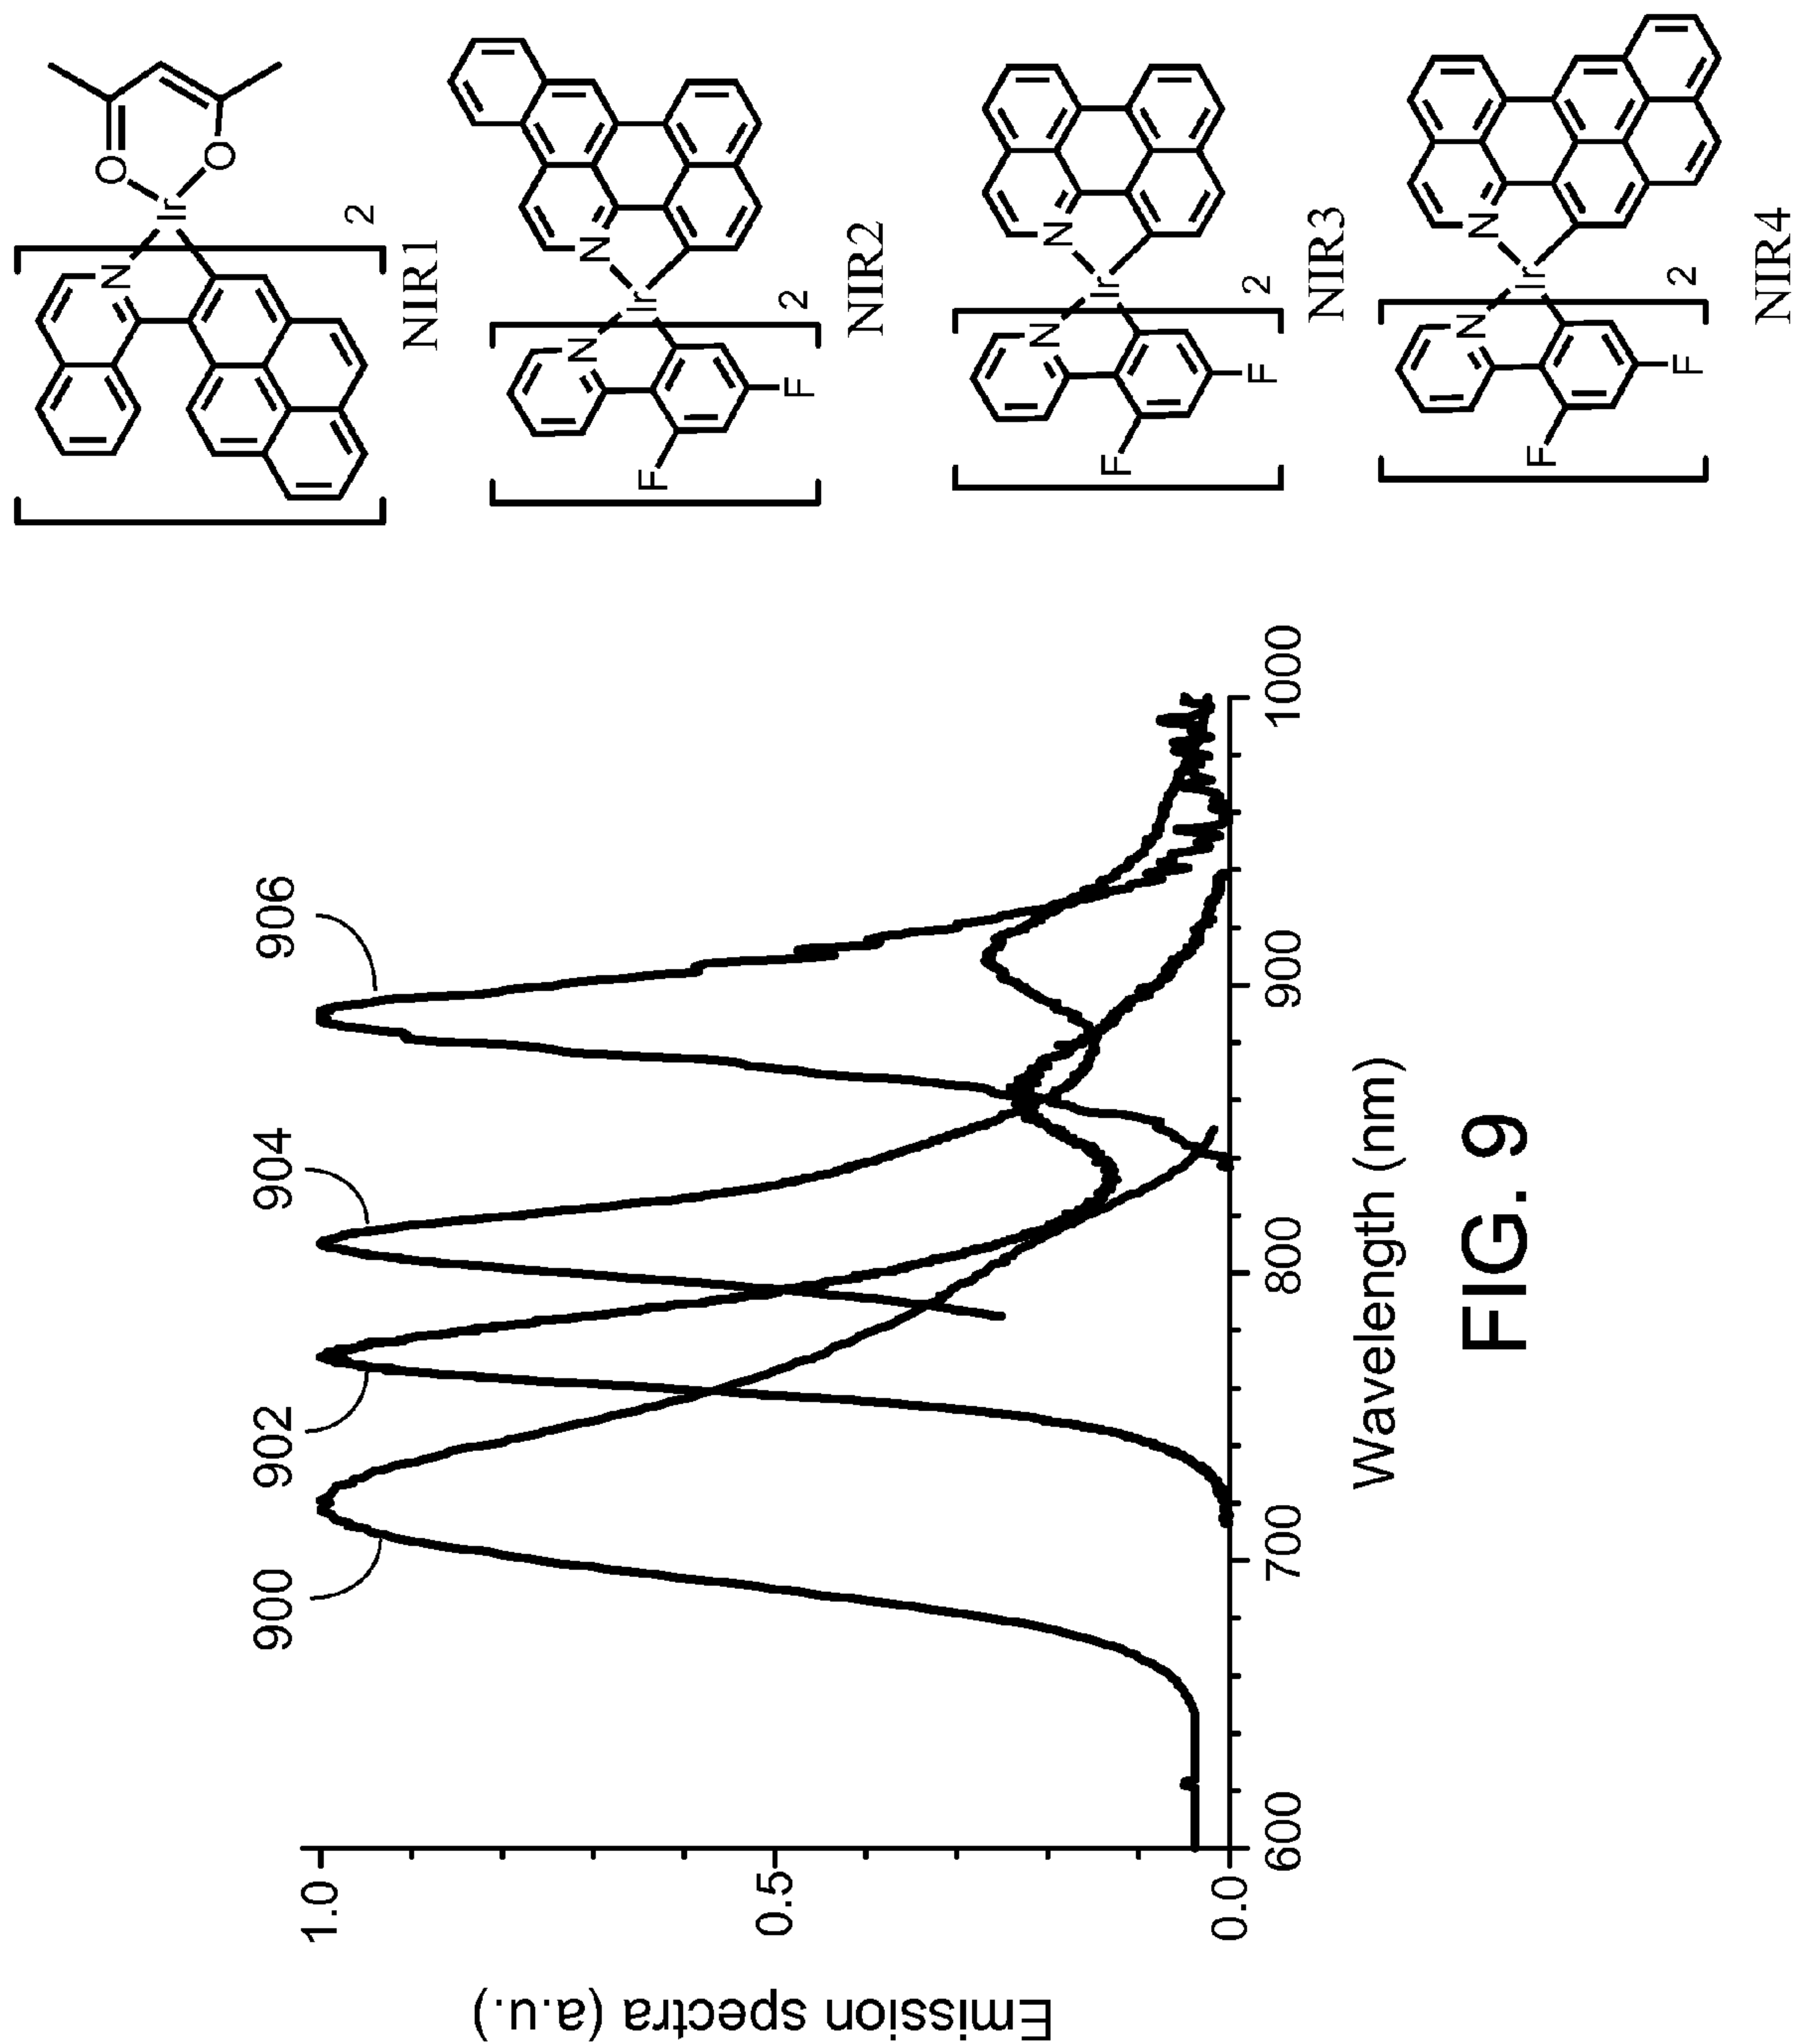 Emission spectra (a.u.)
1.0
0.5
0.0
600
700
800
900
1000
Wavelength (nm)
900
902
904
906
FIG. 9
N
Ir
O
O
2
NIR1
F
F
N
Ir
N
2
NIR2
F
F
N
Ir
N
2
NIR3
F
F
N
Ir
N
2
NIR4